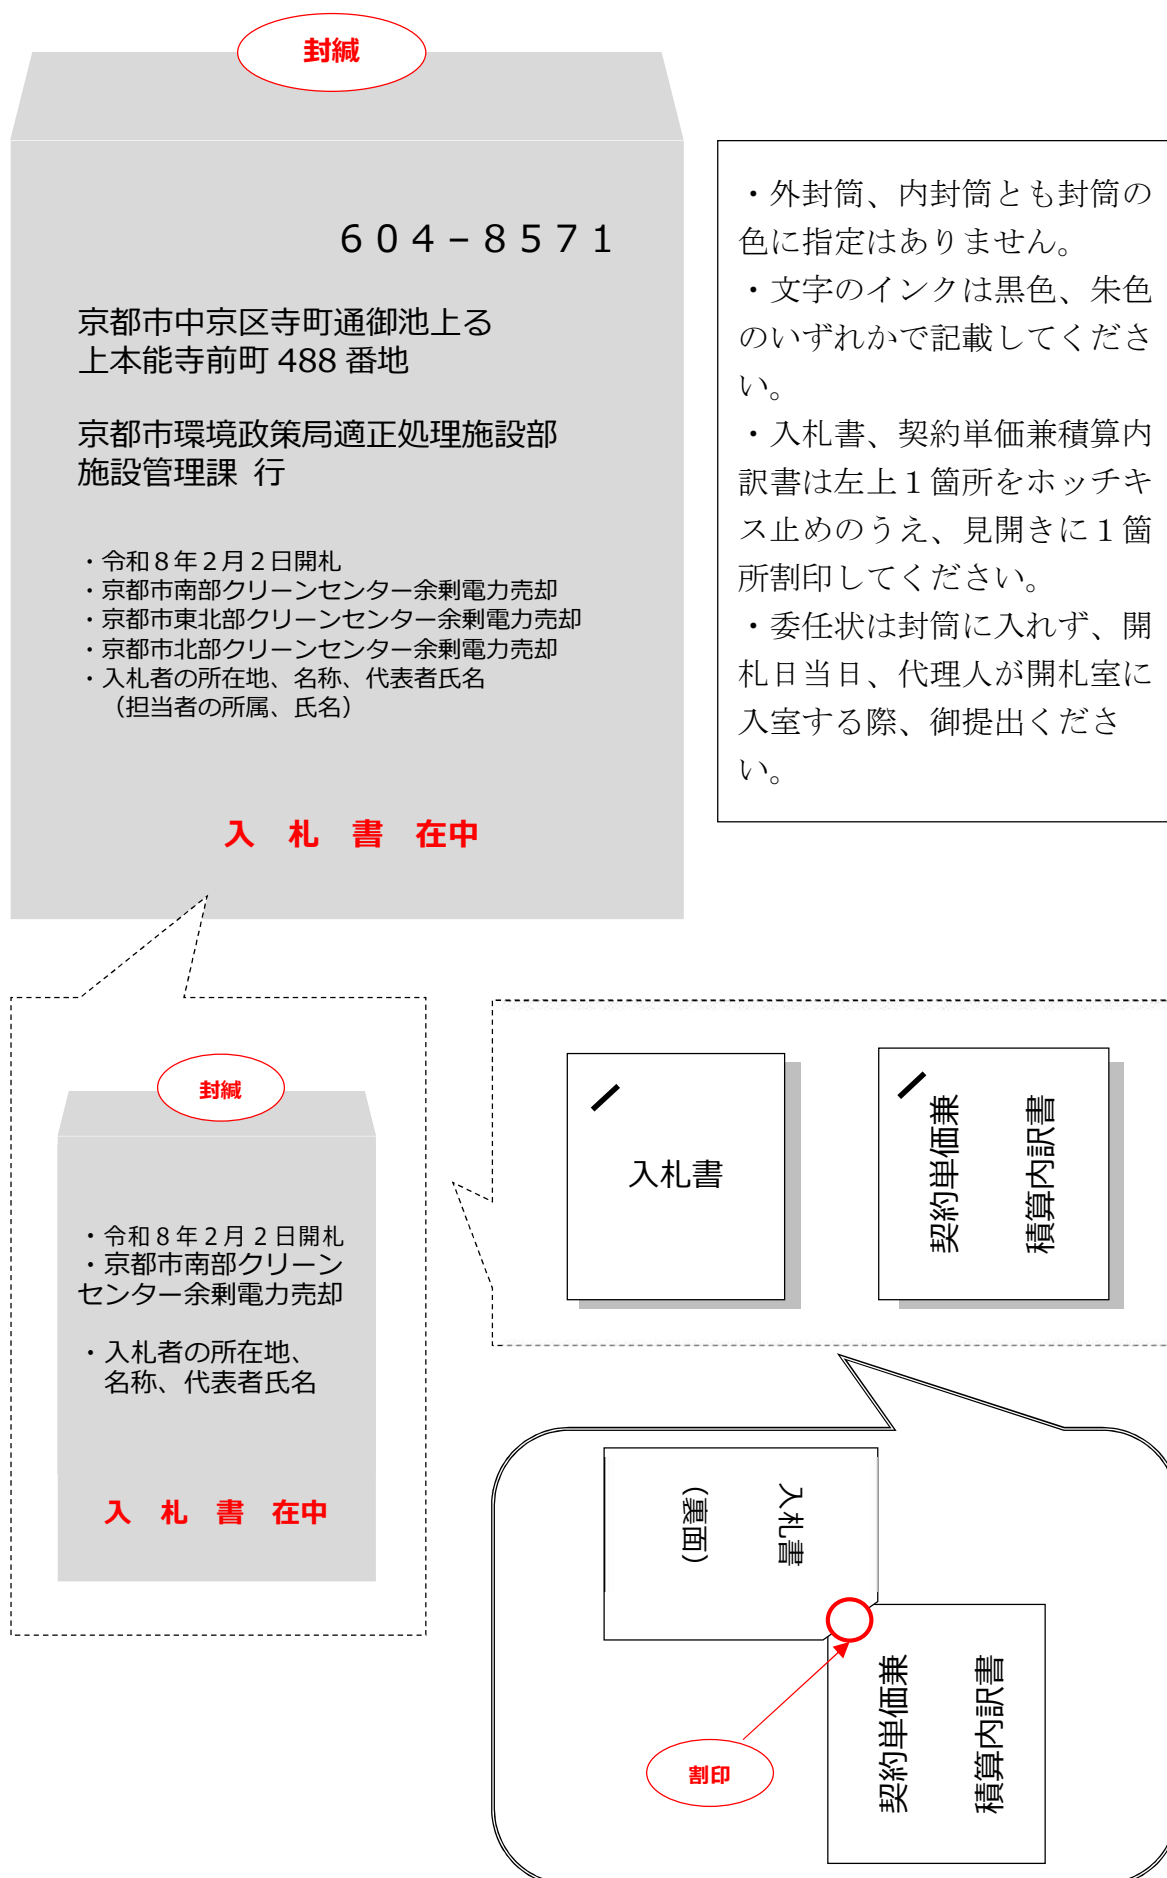 封緘
６０４－８５７１
京都市中京区寺町通御池上る
上本能寺前町 488 番地
京都市環境政策局適正処理施設部
施設管理課 行
・令和８年２月２日開札
・京都市南部クリーンセンター余剰電力売却
・京都市東北部クリーンセンター余剰電力売却
・京都市北部クリーンセンター余剰電力売却
・入札者の所在地、名称、代表者氏名
（担当者の所属、氏名）
入 札 書 在中
・外封筒、内封筒とも封筒の
色に指定はありません。
・文字のインクは黒色、朱色
のいずれかで記載してくださ
い。
・入札書、契約単価兼積算内
訳書は左上１箇所をホッチキ
ス止めのうえ、見開きに１箇
所割印してください。
・委任状は封筒に入れず、開
札日当日、代理人が開札室に
入室する際、御提出くださ
い。
封緘
・令和８年２月２日開札
・京都市南部クリーン
センター余剰電力売却
・入札者の所在地、
名称、代表者氏名
入 札 書 在中
入札書
契約単価兼
積算内訳書
入札書
（裏面）
契約単価兼
積算内訳書
割印